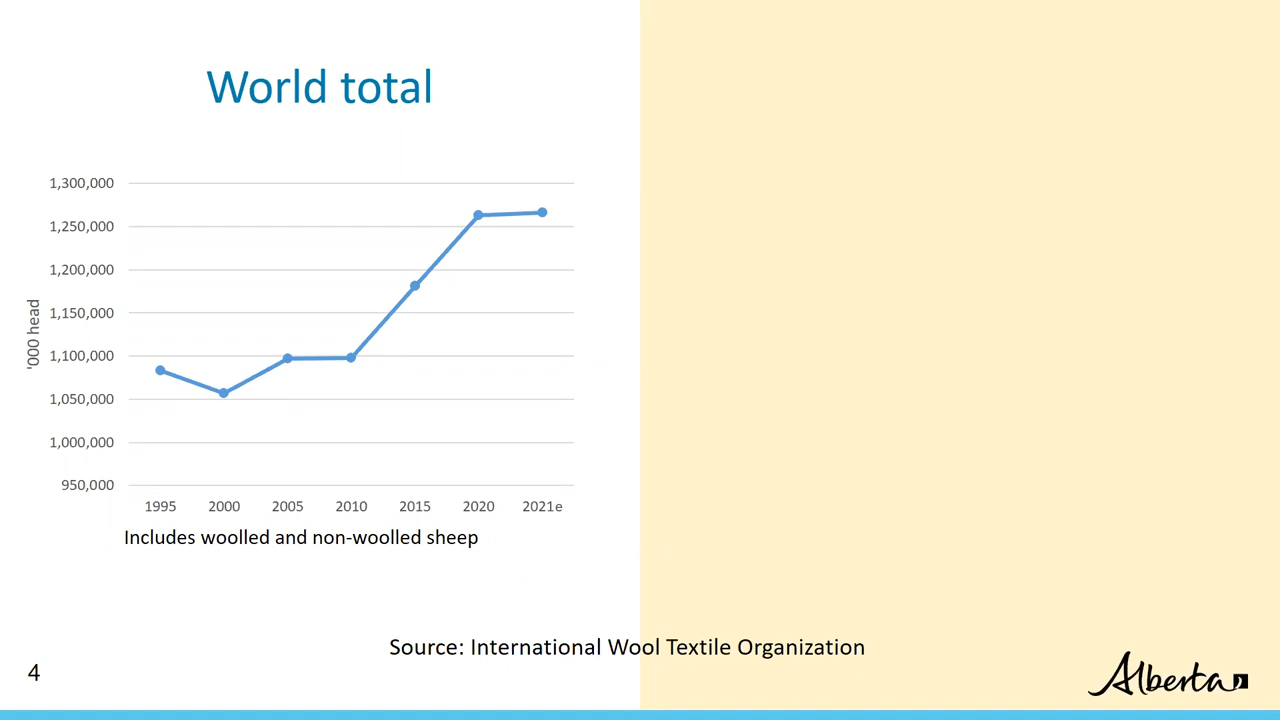 World total
1,300,000
1,250,000
1,200,000
1,150,000
1,100,000
1,050,000
1,000,000
950,000
'000 head
1995 2000 2005 2010 2015 2020 2021e
Includes woolled and non-woolled sheep
Source: International Wool Textile Organization
4
Alberta